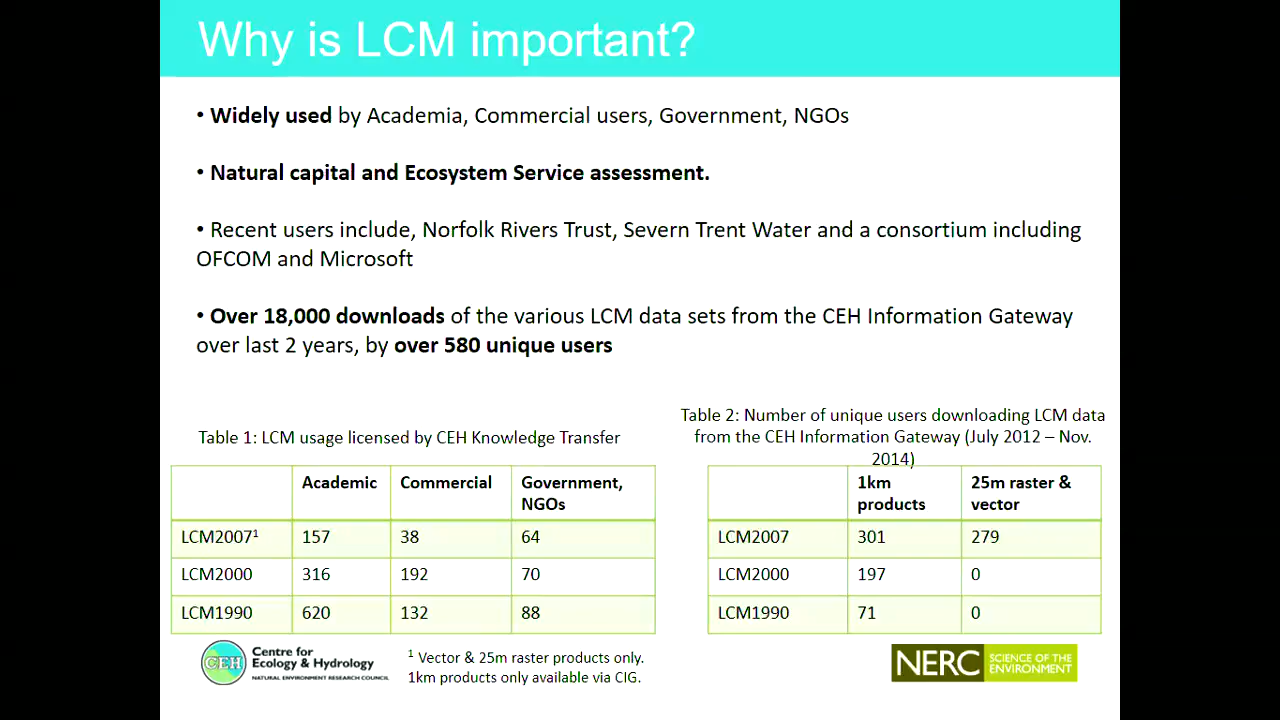 Why is LCM important?
• Widely used by Academia, Commercial users, Government, NGOs
• Natural capital and Ecosystem Service assessment.
• Recent users include, Norfolk Rivers Trust, Severn Trent Water and a consortium including
OFCOM and Microsoft
• Over 18,000 downloads of the various LCM data sets from the CEH Information Gateway
over last 2 years, by over 580 unique users
Table 1: LCM usage licensed by CEH Knowledge Transfer
Academic Commercial Government,
NGOs
LCM2007¹ 157 38 64
LCM2000 316 192 70
LCM1990 620 132 88
Table 2: Number of unique users downloading LCM data
from the CEH Information Gateway (July 2012 – Nov.
2014)
1km 25m raster &
products vector
LCM2007 301 279
LCM2000 197 0
LCM1990 71 0
CEH
Centre for
Ecology & Hydrology
NATURAL ENVIRONMENT RESEARCH COUNCIL
¹ Vector & 25m raster products only.
1km products only available via CIG.
NERC SCIENCE OF THE
ENVIRONMENT